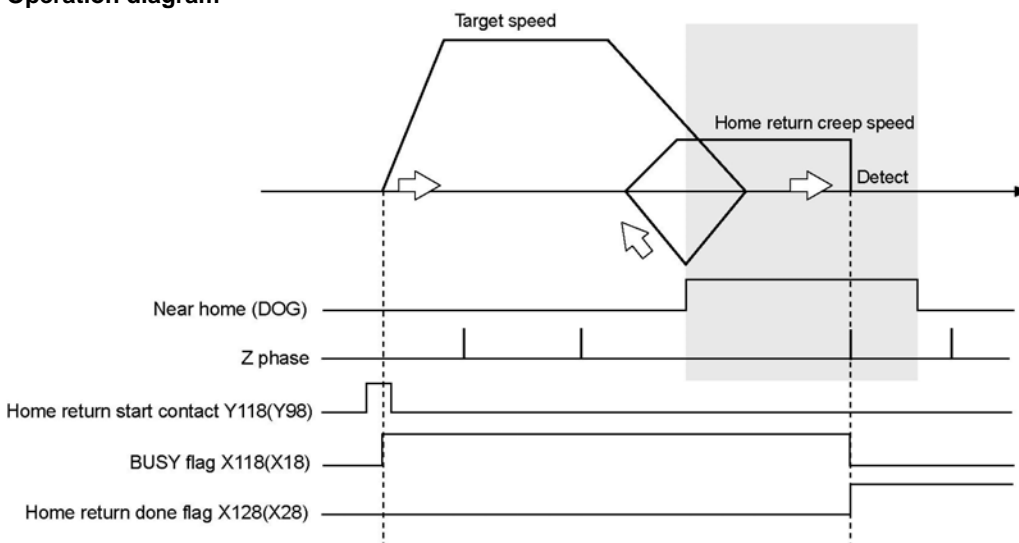 Operation diagram
Target speed
Home return creep speed
Detect
Near home (DOG)
Z phase
Home return start contact Y118(Y98)
BUSY flag X118(X18)
Home return done flag X128(X28)